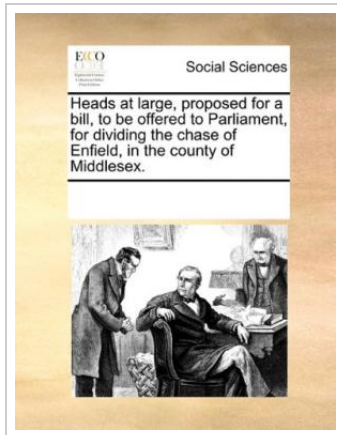 ECCO
Social Sciences
Heads at large, proposed for a
bill, to be offered to Parliament,
for dividing the chase of
Enfield, in the county of
Middlesex.